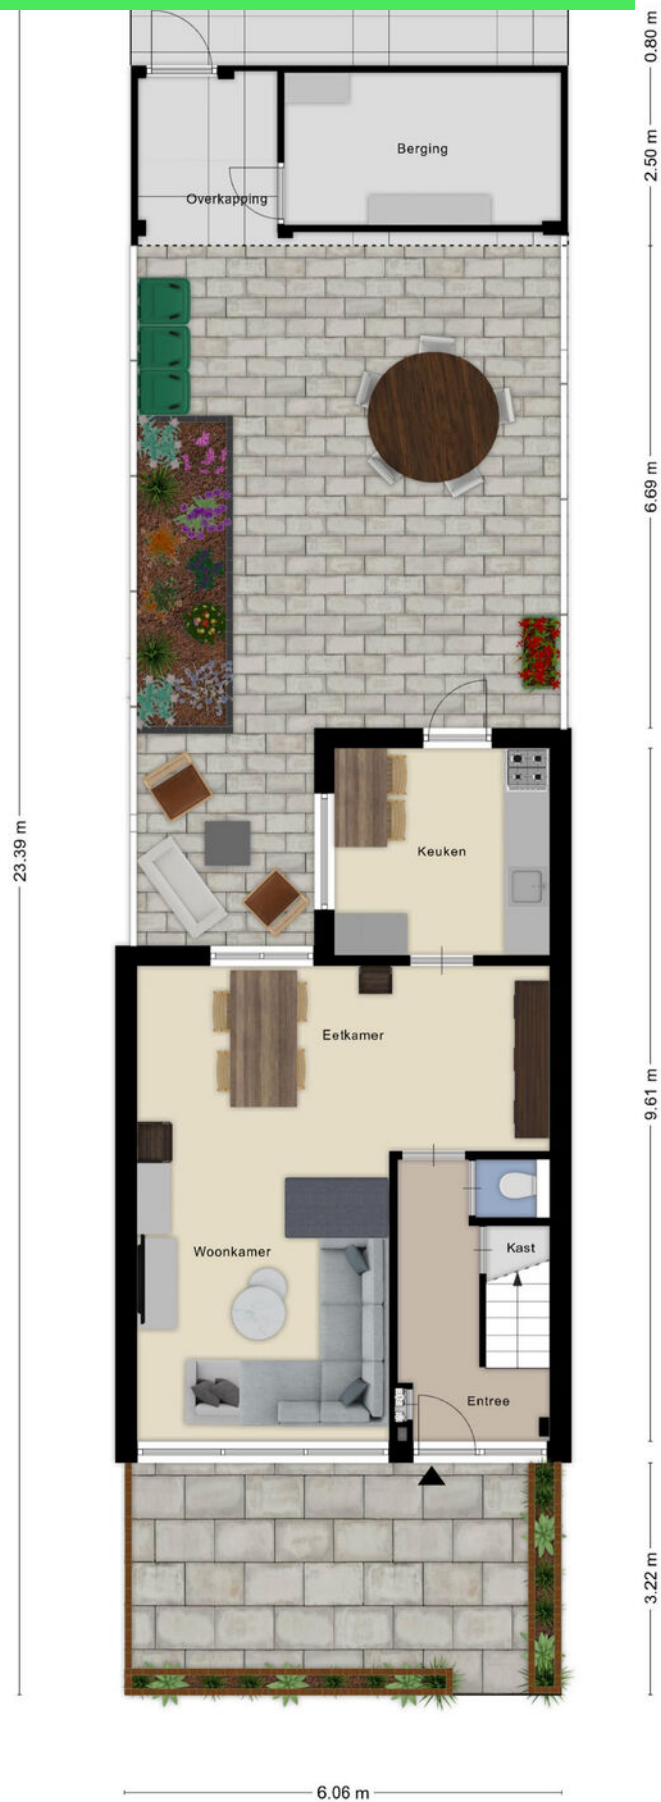 0.80 m
Berging
2.50 m
Overkapping
6.69 m
23.39 m
Keuken
Eetkamer
9.61 m
Woonkamer
Kast
Entree
3.22 m
6.06 m